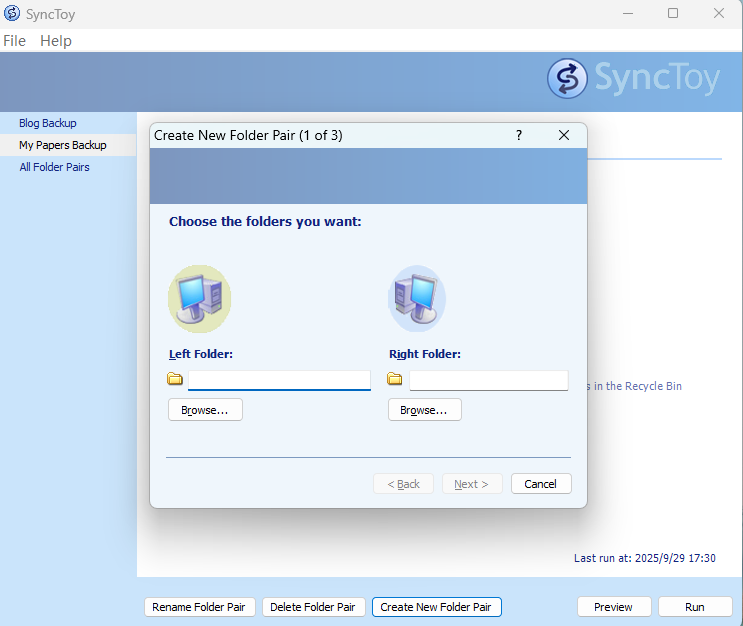 SyncToy
File Help
SyncToy
Blog Backup
My Papers Backup
All Folder Pairs
Create New Folder Pair (1 of 3) ?
Choose the folders you want:
Left Folder: Right Folder:
Browse... Browse...
in the Recycle Bin
< Back Next > Cancel
Last run at: 2025/9/29 17:30
Rename Folder Pair Delete Folder Pair Create New Folder Pair Preview Run